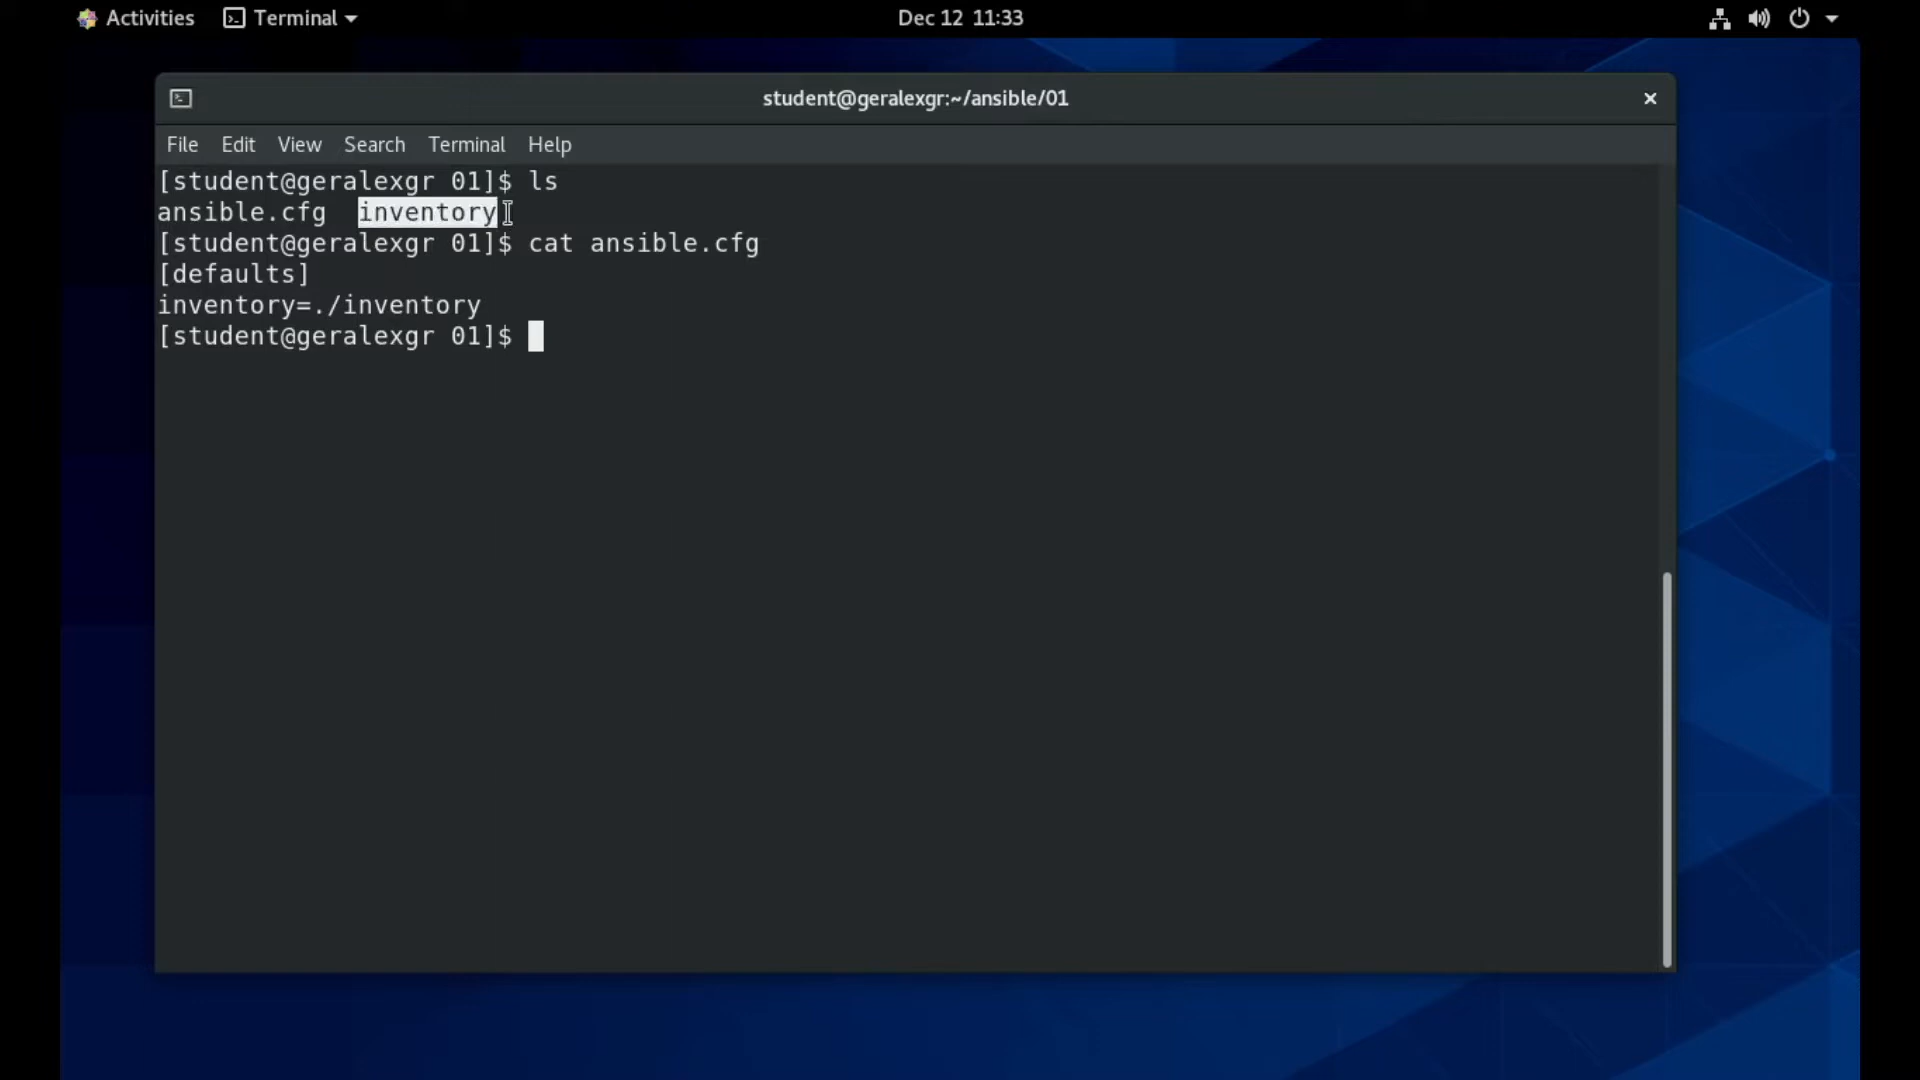 Activities Terminal Dec 12 11:33
student@geralexgr:~/ansible/01
File Edit View Search Terminal Help
[student@geralexgr 01]$ ls
ansible.cfg  inventory
[student@geralexgr 01]$ cat ansible.cfg
[defaults]
inventory=./inventory
[student@geralexgr 01]$